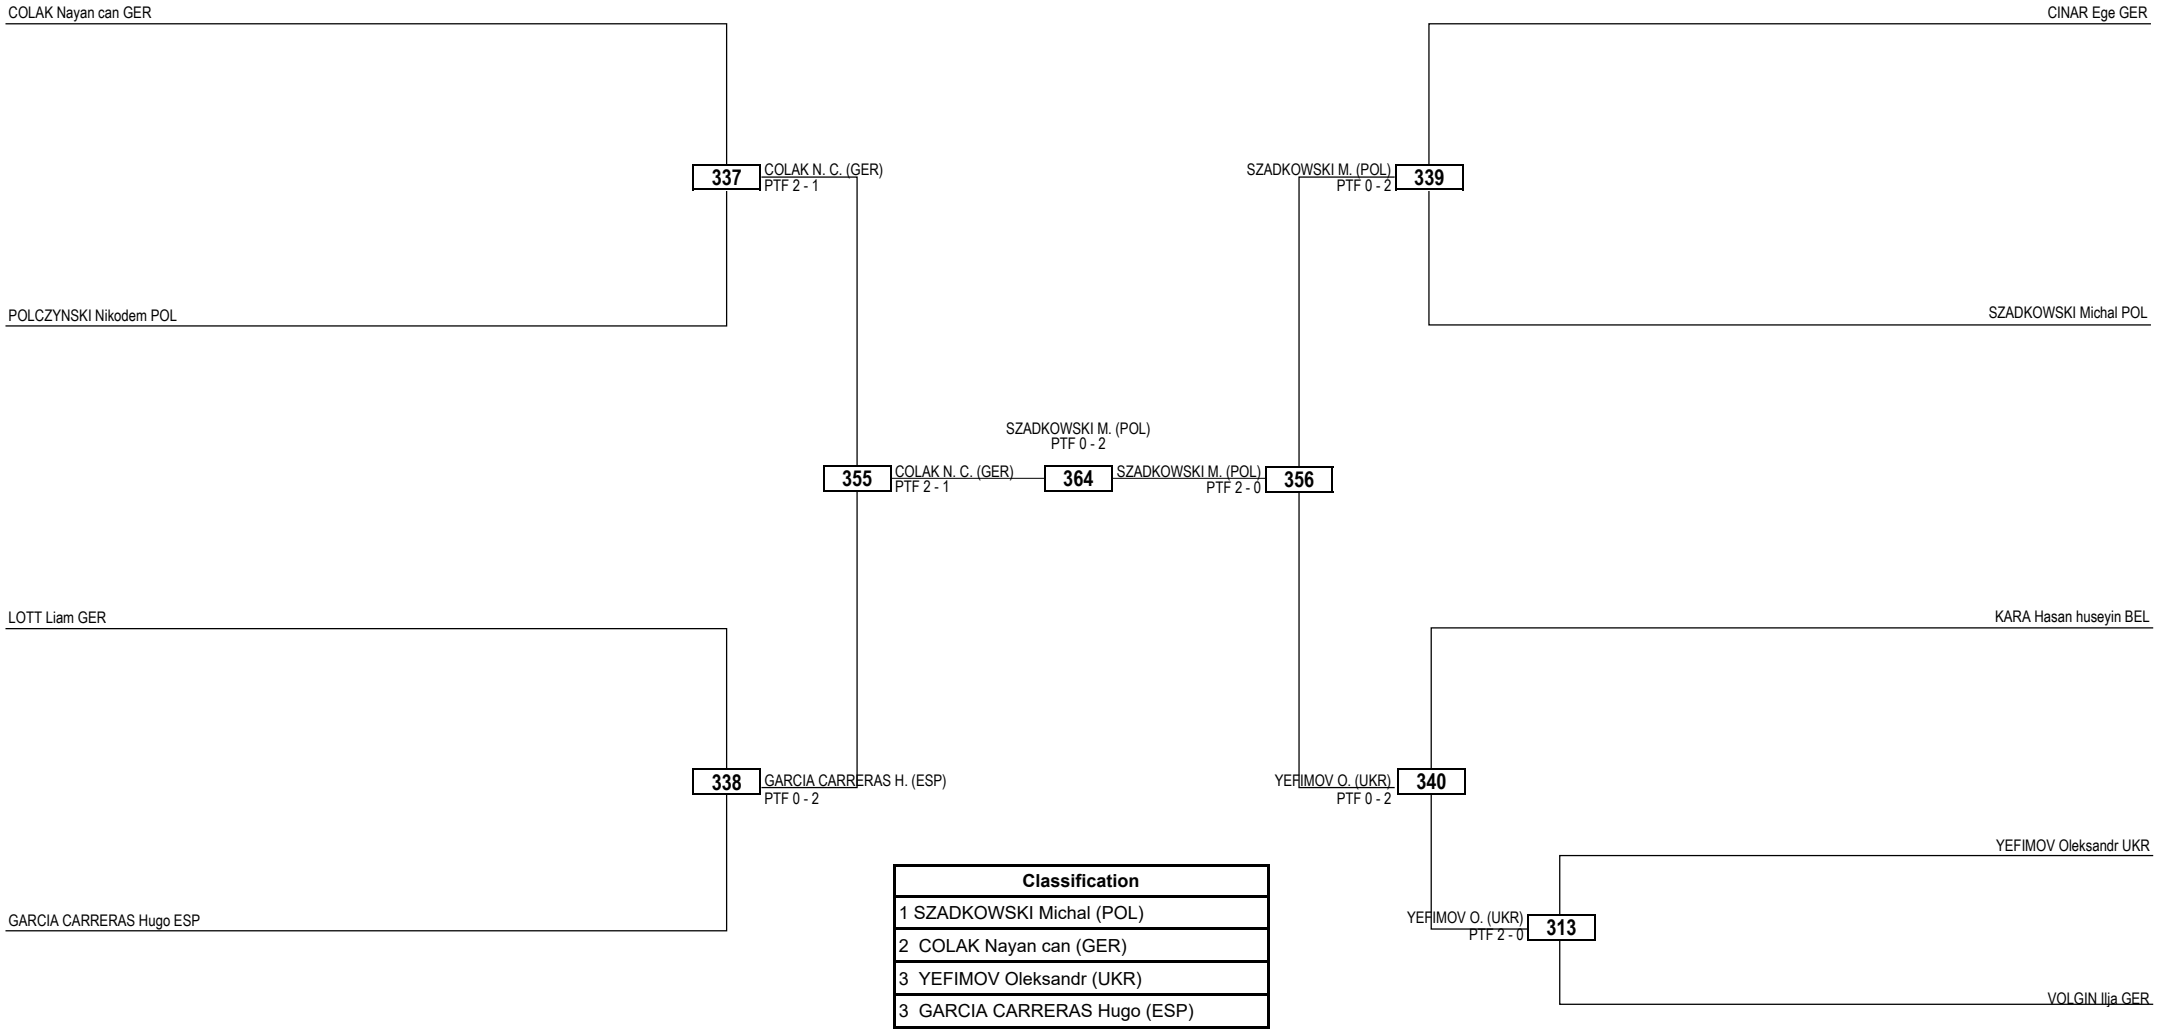 COLAK Nayan can GER
CINAR Ege GER
337
COLAK N. C. (GER)
PTF 2 - 1
SZADKOWSKI M. (POL)
PTF 0 - 2
339
POLCZYNSKI Nikodem POL
SZADKOWSKI Michal POL
SZADKOWSKI M. (POL)
PTF 0 - 2
355
COLAK N. C. (GER)
PTF 2 - 1
364
SZADKOWSKI M. (POL)
PTF 2 - 0
356
LOTT Liam GER
KARA Hasan huseyin BEL
338
GARCIA CARRERAS H. (ESP)
PTF 0 - 2
YEFIMOV O. (UKR)
PTF 0 - 2
340
YEFIMOV Oleksandr UKR
GARCIA CARRERAS Hugo ESP
YEFIMOV O. (UKR)
PTF 2 - 0
313
VOLGIN Ilja GER
Classification
1 SZADKOWSKI Michal (POL)
2 COLAK Nayan can (GER)
3 YEFIMOV Oleksandr (UKR)
3 GARCIA CARRERAS Hugo (ESP)